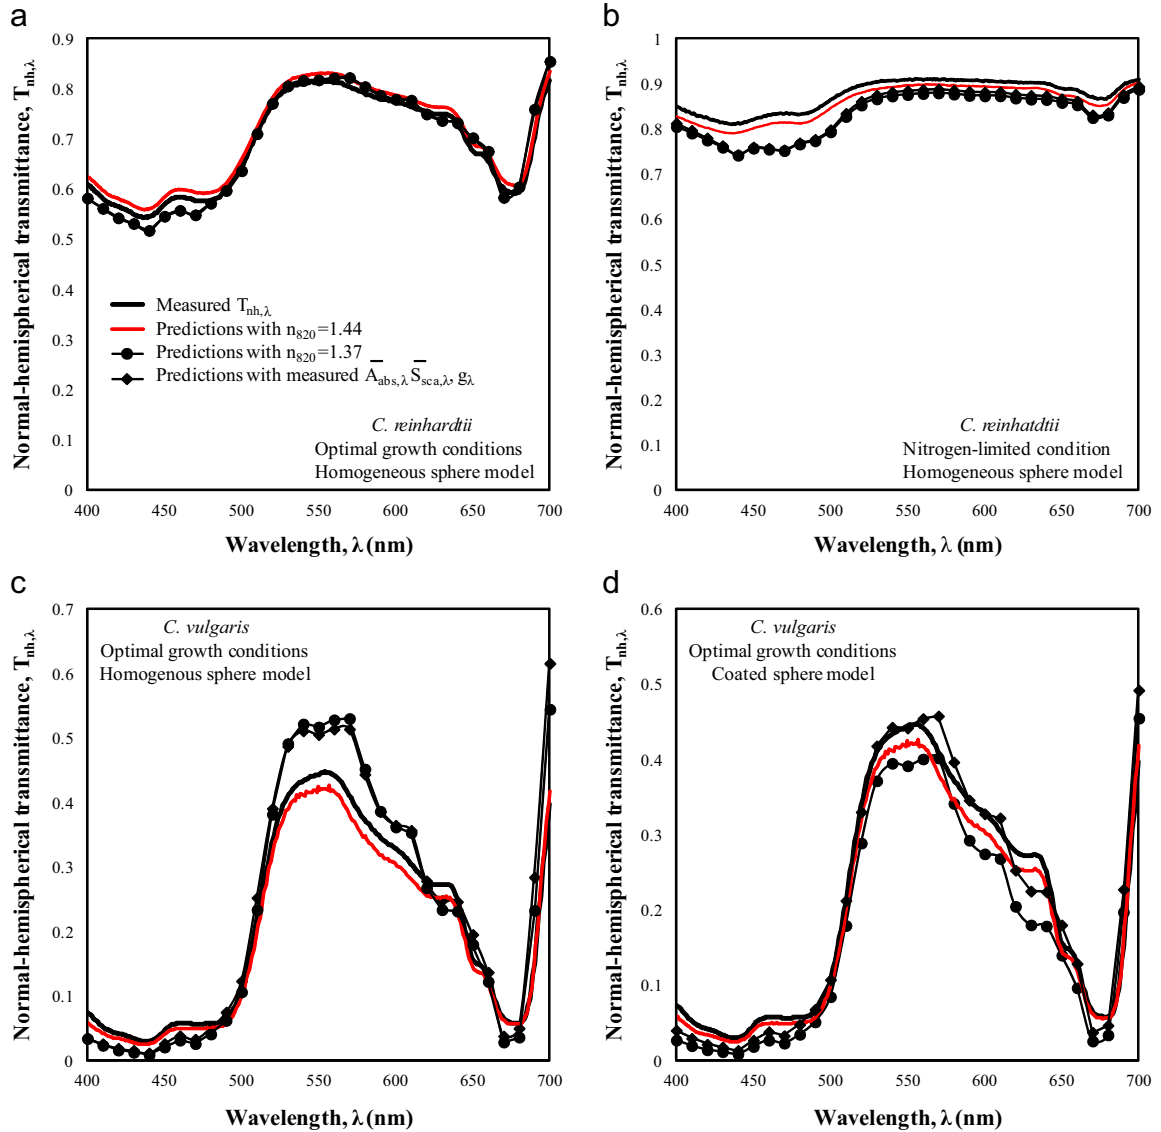 a
Normal-hemispherical transmittance, Tnh,λ
0.9
0.8
0.7
0.6
0.5
0.4
0.3
0.2
0.1
0
Measured Tnh,λ
Predictions with n820=1.44
Predictions with n820=1.37
Predictions with measured A̅abs,λ S̅sca,λ, gλ
C. reinhardtii
Optimal growth conditions
Homogeneous sphere model
400 450 500 550 600 650 700
Wavelength, λ (nm)
b
Normal-hemispherical transmittance, Tnh,λ
1
0.9
0.8
0.7
0.6
0.5
0.4
0.3
0.2
0.1
0
C. reinhatdtii
Nitrogen-limited condition
Homogeneous sphere model
400 450 500 550 600 650 700
Wavelength, λ (nm)
c
Normal-hemispherical transmittance, Tnh,λ
0.7
0.6
0.5
0.4
0.3
0.2
0.1
0
C. vulgaris
Optimal growth conditions
Homogenous sphere model
400 450 500 550 600 650 700
Wavelength, λ (nm)
d
Normal-hemispherical transmittance, Tnh,λ
0.6
0.5
0.4
0.3
0.2
0.1
0
C. vulgaris
Optimal growth conditions
Coated sphere model
400 450 500 550 600 650 700
Wavelength, λ (nm)